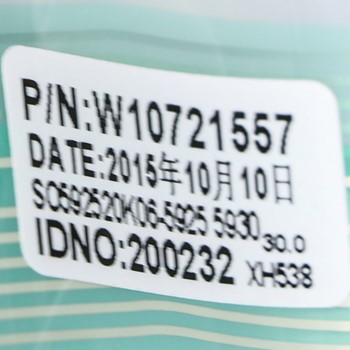 P/N:W10721557
DATE:2015年10月10日
SO592520K06-5925 5930 30.0
IDNO:200232 XH538